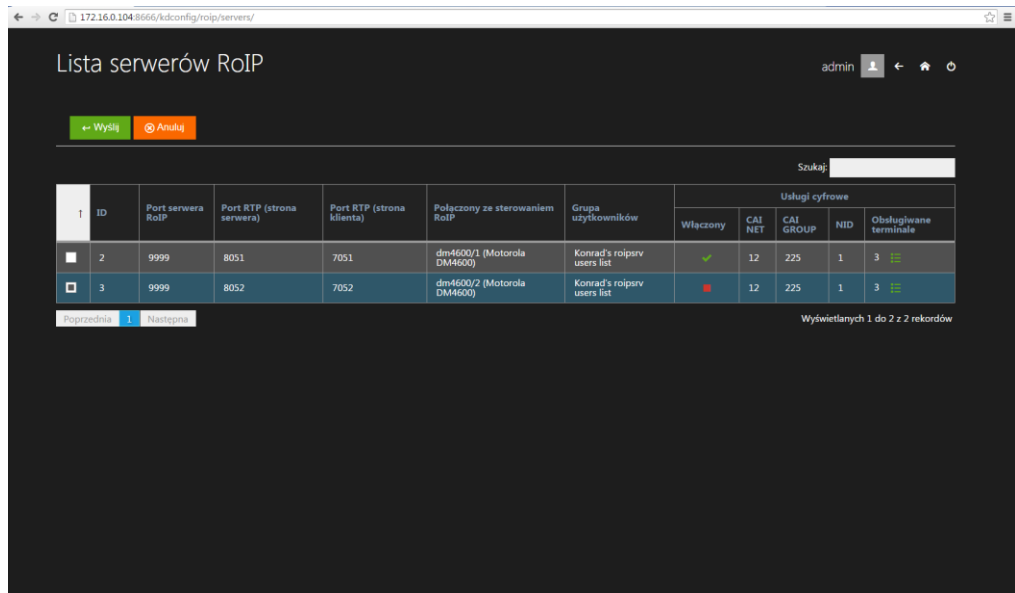 172.16.0.104:8666/kdconfig/roip/servers/
Lista serwerów RoIP
admin
Wyślij
Anuluj
Szukaj:
ID
Port serwera
RoIP
Port RTP (strona
serwera)
Port RTP (strona
klienta)
Połączony ze sterowaniem
RoIP
Grupa
użytkowników
Usługi cyfrowe
Włączony
CAI
NET
CAI
GROUP
NID
Obsługiwane
terminale
2
9999
8051
7051
dm4600/1 (Motorola
DM4600)
Konrad's roipsrv
users list
12
225
1
3
3
9999
8052
7052
dm4600/2 (Motorola
DM4600)
Konrad's roipsrv
users list
12
225
1
3
Poprzednia
1
Następna
Wyświetlanych 1 do 2 z 2 rekordów